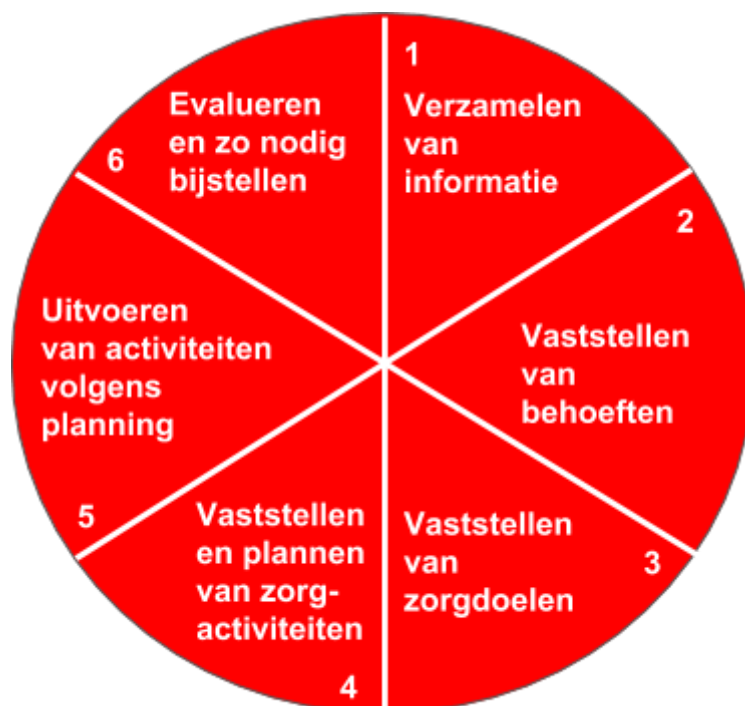 1
Verzamelen
van
informatie
2
Vaststellen
van
behoeften
3
Vaststellen
van
zorgdoelen
4
Vaststellen
en plannen
van zorg-
activiteiten
5
Uitvoeren
van activiteiten
volgens
planning
6
Evalueren
en zo nodig
bijstellen